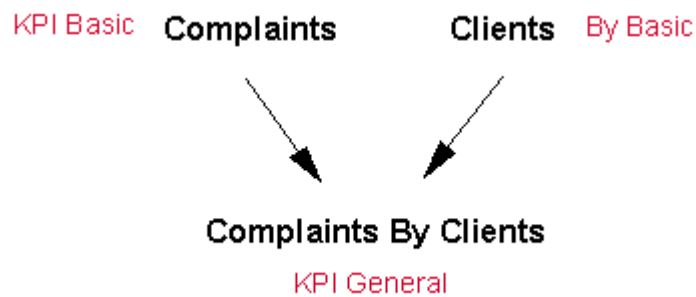 KPI Basic Complaints Clients By Basic
Complaints By Clients
KPI General